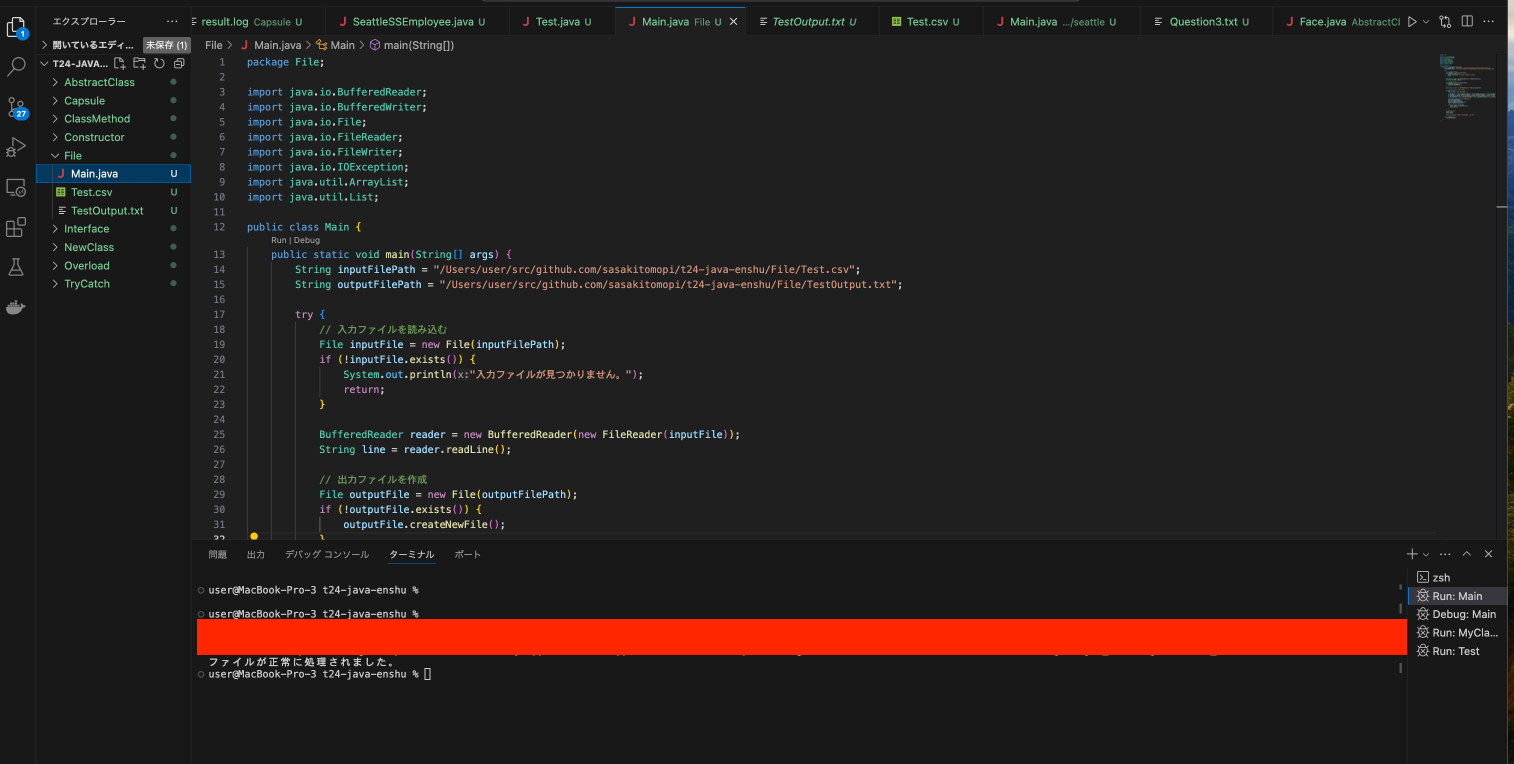 エクスプローラー ···
result.log Capsule U SeattleSSEmployee.java U Test.java U Main.java File U TestOutput.txt U Test.csv U Main.java .../seattle U Question3.txt U Face.java AbstractCl ···
1
27
開いているエディ... 未保存 (1)
T24-JAVA...
AbstractClass
Capsule
ClassMethod
Constructor
File
Main.java U
Test.csv U
TestOutput.txt U
Interface
NewClass
Overload
TryCatch
File > Main.java > Main > main(String[])
1 package File;
2
3 import java.io.BufferedReader;
4 import java.io.BufferedWriter;
5 import java.io.File;
6 import java.io.FileReader;
7 import java.io.FileWriter;
8 import java.io.IOException;
9 import java.util.ArrayList;
10 import java.util.List;
11
12 public class Main {
Run | Debug
13 public static void main(String[] args) {
14 String inputFilePath = "/Users/user/src/github.com/sasakitomopi/t24-java-enshu/File/Test.csv";
15 String outputFilePath = "/Users/user/src/github.com/sasakitomopi/t24-java-enshu/File/TestOutput.txt";
16
17 try {
18 // 入力ファイルを読み込む
19 File inputFile = new File(inputFilePath);
20 if (!inputFile.exists()) {
21 System.out.println(x:"入力ファイルが見つかりません。");
22 return;
23 }
24
25 BufferedReader reader = new BufferedReader(new FileReader(inputFile));
26 String line = reader.readLine();
27
28 // 出力ファイルを作成
29 File outputFile = new File(outputFilePath);
30 if (!outputFile.exists()) {
31 outputFile.createNewFile();
32 }
問題 出力 デバッグ コンソール ターミナル ポート ···
user@MacBook-Pro-3 t24-java-enshu %
user@MacBook-Pro-3 t24-java-enshu %
ファイルが正常に処理されました。
user@MacBook-Pro-3 t24-java-enshu %
zsh
Run: Main
Debug: Main
Run: MyCla...
Run: Test